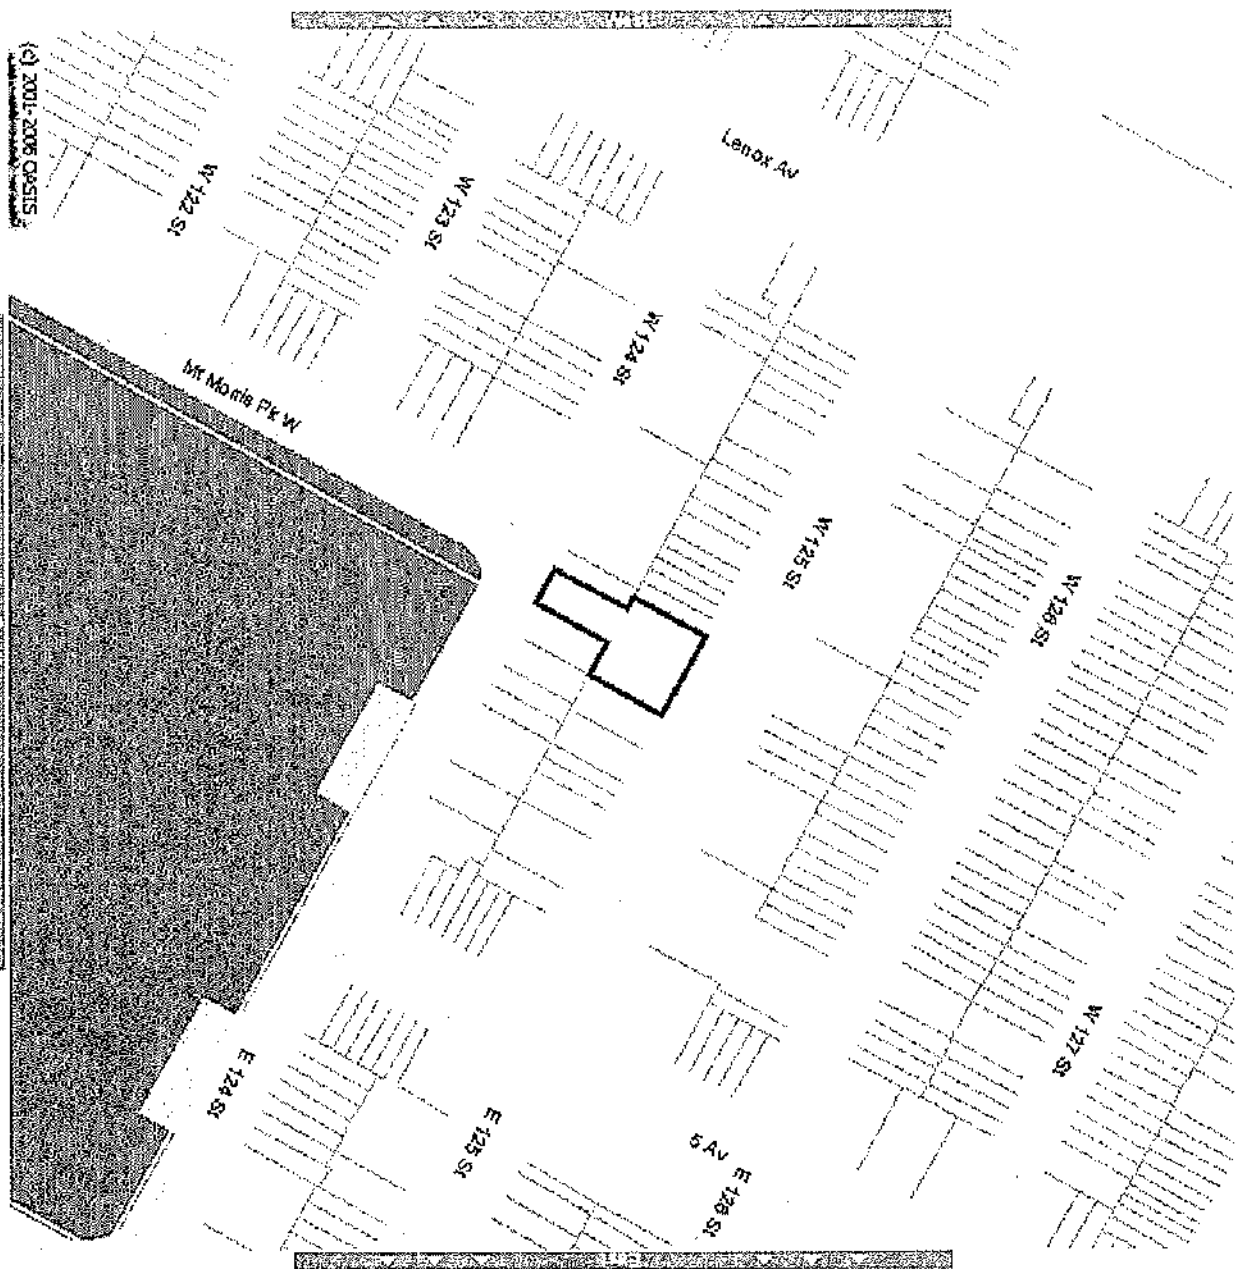 Lenox Av
W 122 St
W 123 St
W 124 St
W 125 St
W 126 St
W 127 St
Mt Morris Pk W
E 124 St
E 125 St
5 Av
E 126 St
(c) 2001-2006 OASIS